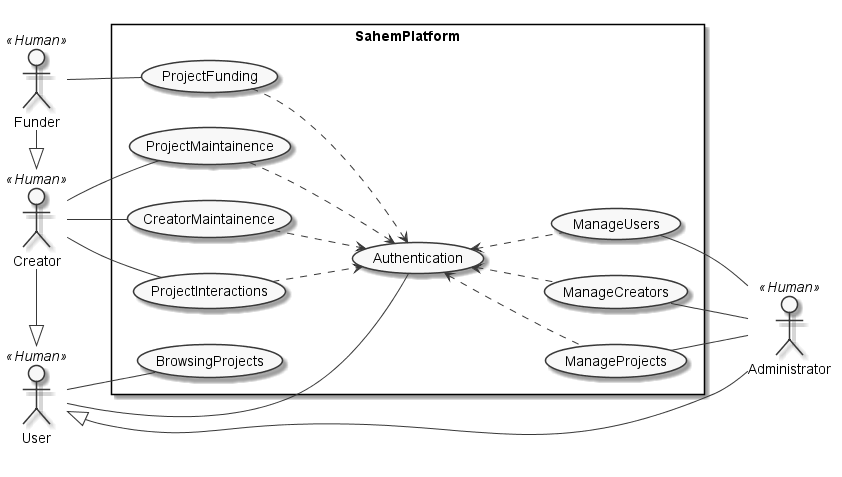 SahemPlatform
«Human»
Funder
ProjectFunding
«Human»
Creator
ProjectMaintainence
CreatorMaintainence
ProjectInteractions
Authentication
ManageUsers
ManageCreators
ManageProjects
«Human»
Administrator
«Human»
User
BrowsingProjects